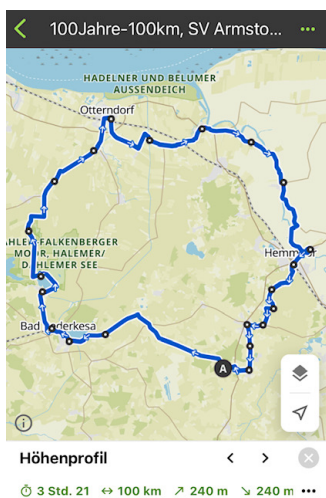 100Jahre-100km, SV Armsto...
HADELNER UND BELUMER
AUSSENDEICH
Otterndorf
FALKENBERGER
MOOR, HALEMER/
DAHLEMER SEE
Hemmoor
Bad Bederkesa
A
Höhenprofil
3 Std. 21 100 km 240 m 240 m